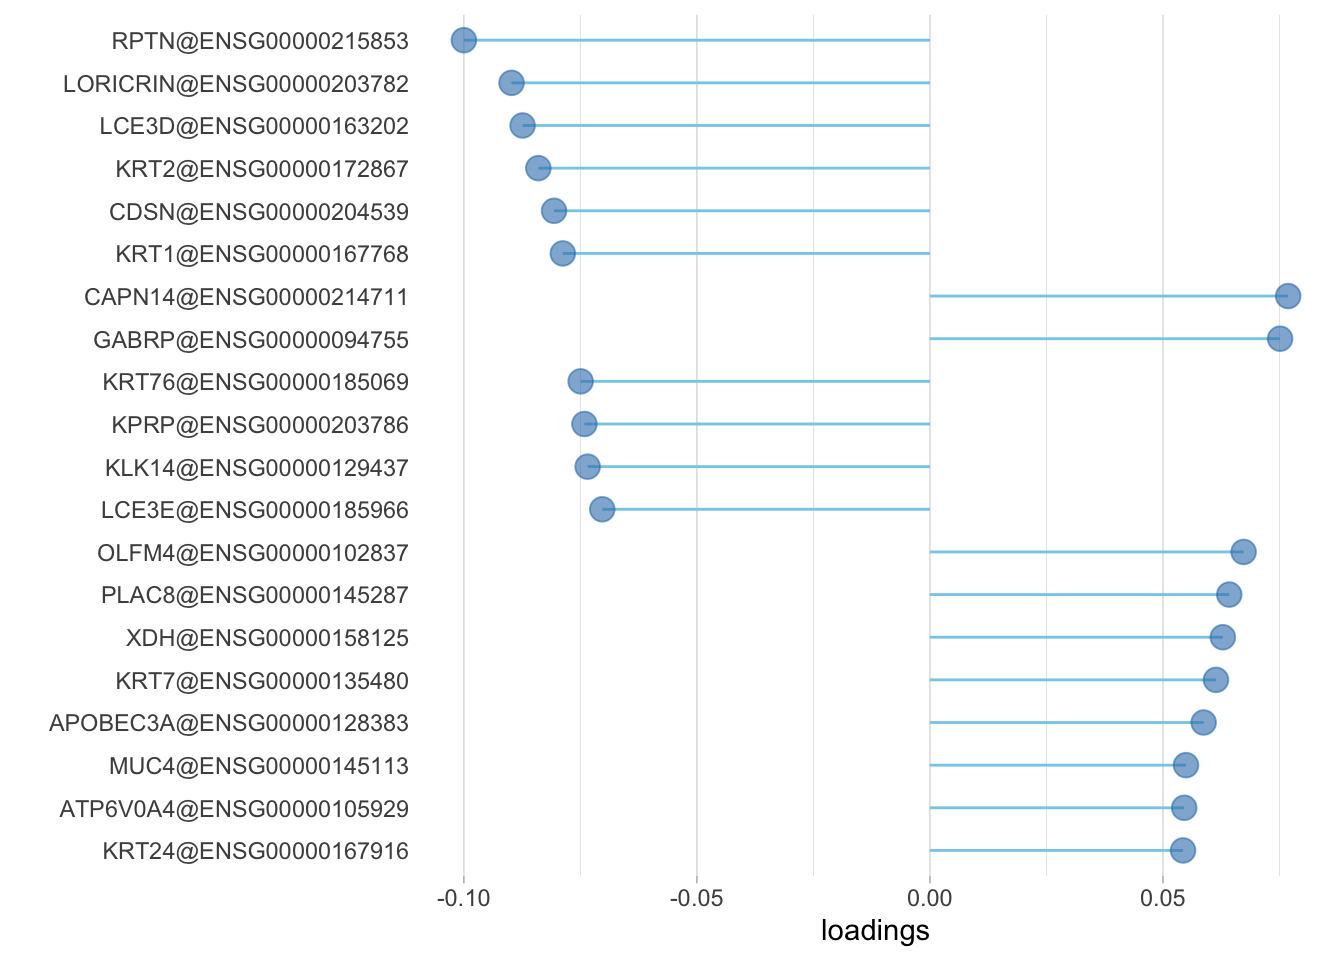 RPTN@ENSG00000215853
LORICRIN@ENSG00000203782
LCE3D@ENSG00000163202
KRT2@ENSG00000172867
CDSN@ENSG00000204539
KRT1@ENSG00000167768
CAPN14@ENSG00000214711
GABRP@ENSG00000094755
KRT76@ENSG00000185069
KPRP@ENSG00000203786
KLK14@ENSG00000129437
LCE3E@ENSG00000185966
OLFM4@ENSG00000102837
PLAC8@ENSG00000145287
XDH@ENSG00000158125
KRT7@ENSG00000135480
APOBEC3A@ENSG00000128383
MUC4@ENSG00000145113
ATP6V0A4@ENSG00000105929
KRT24@ENSG00000167916
-0.10 -0.05 0.00 0.05
loadings